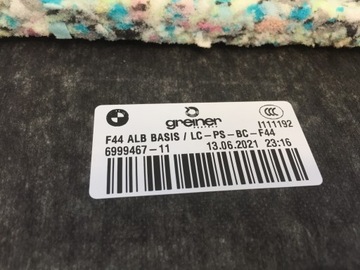 greiner
I111192
F44 ALB BASIS / LC-PS-BC-F44
6999467-11 13.06.2021 23:16